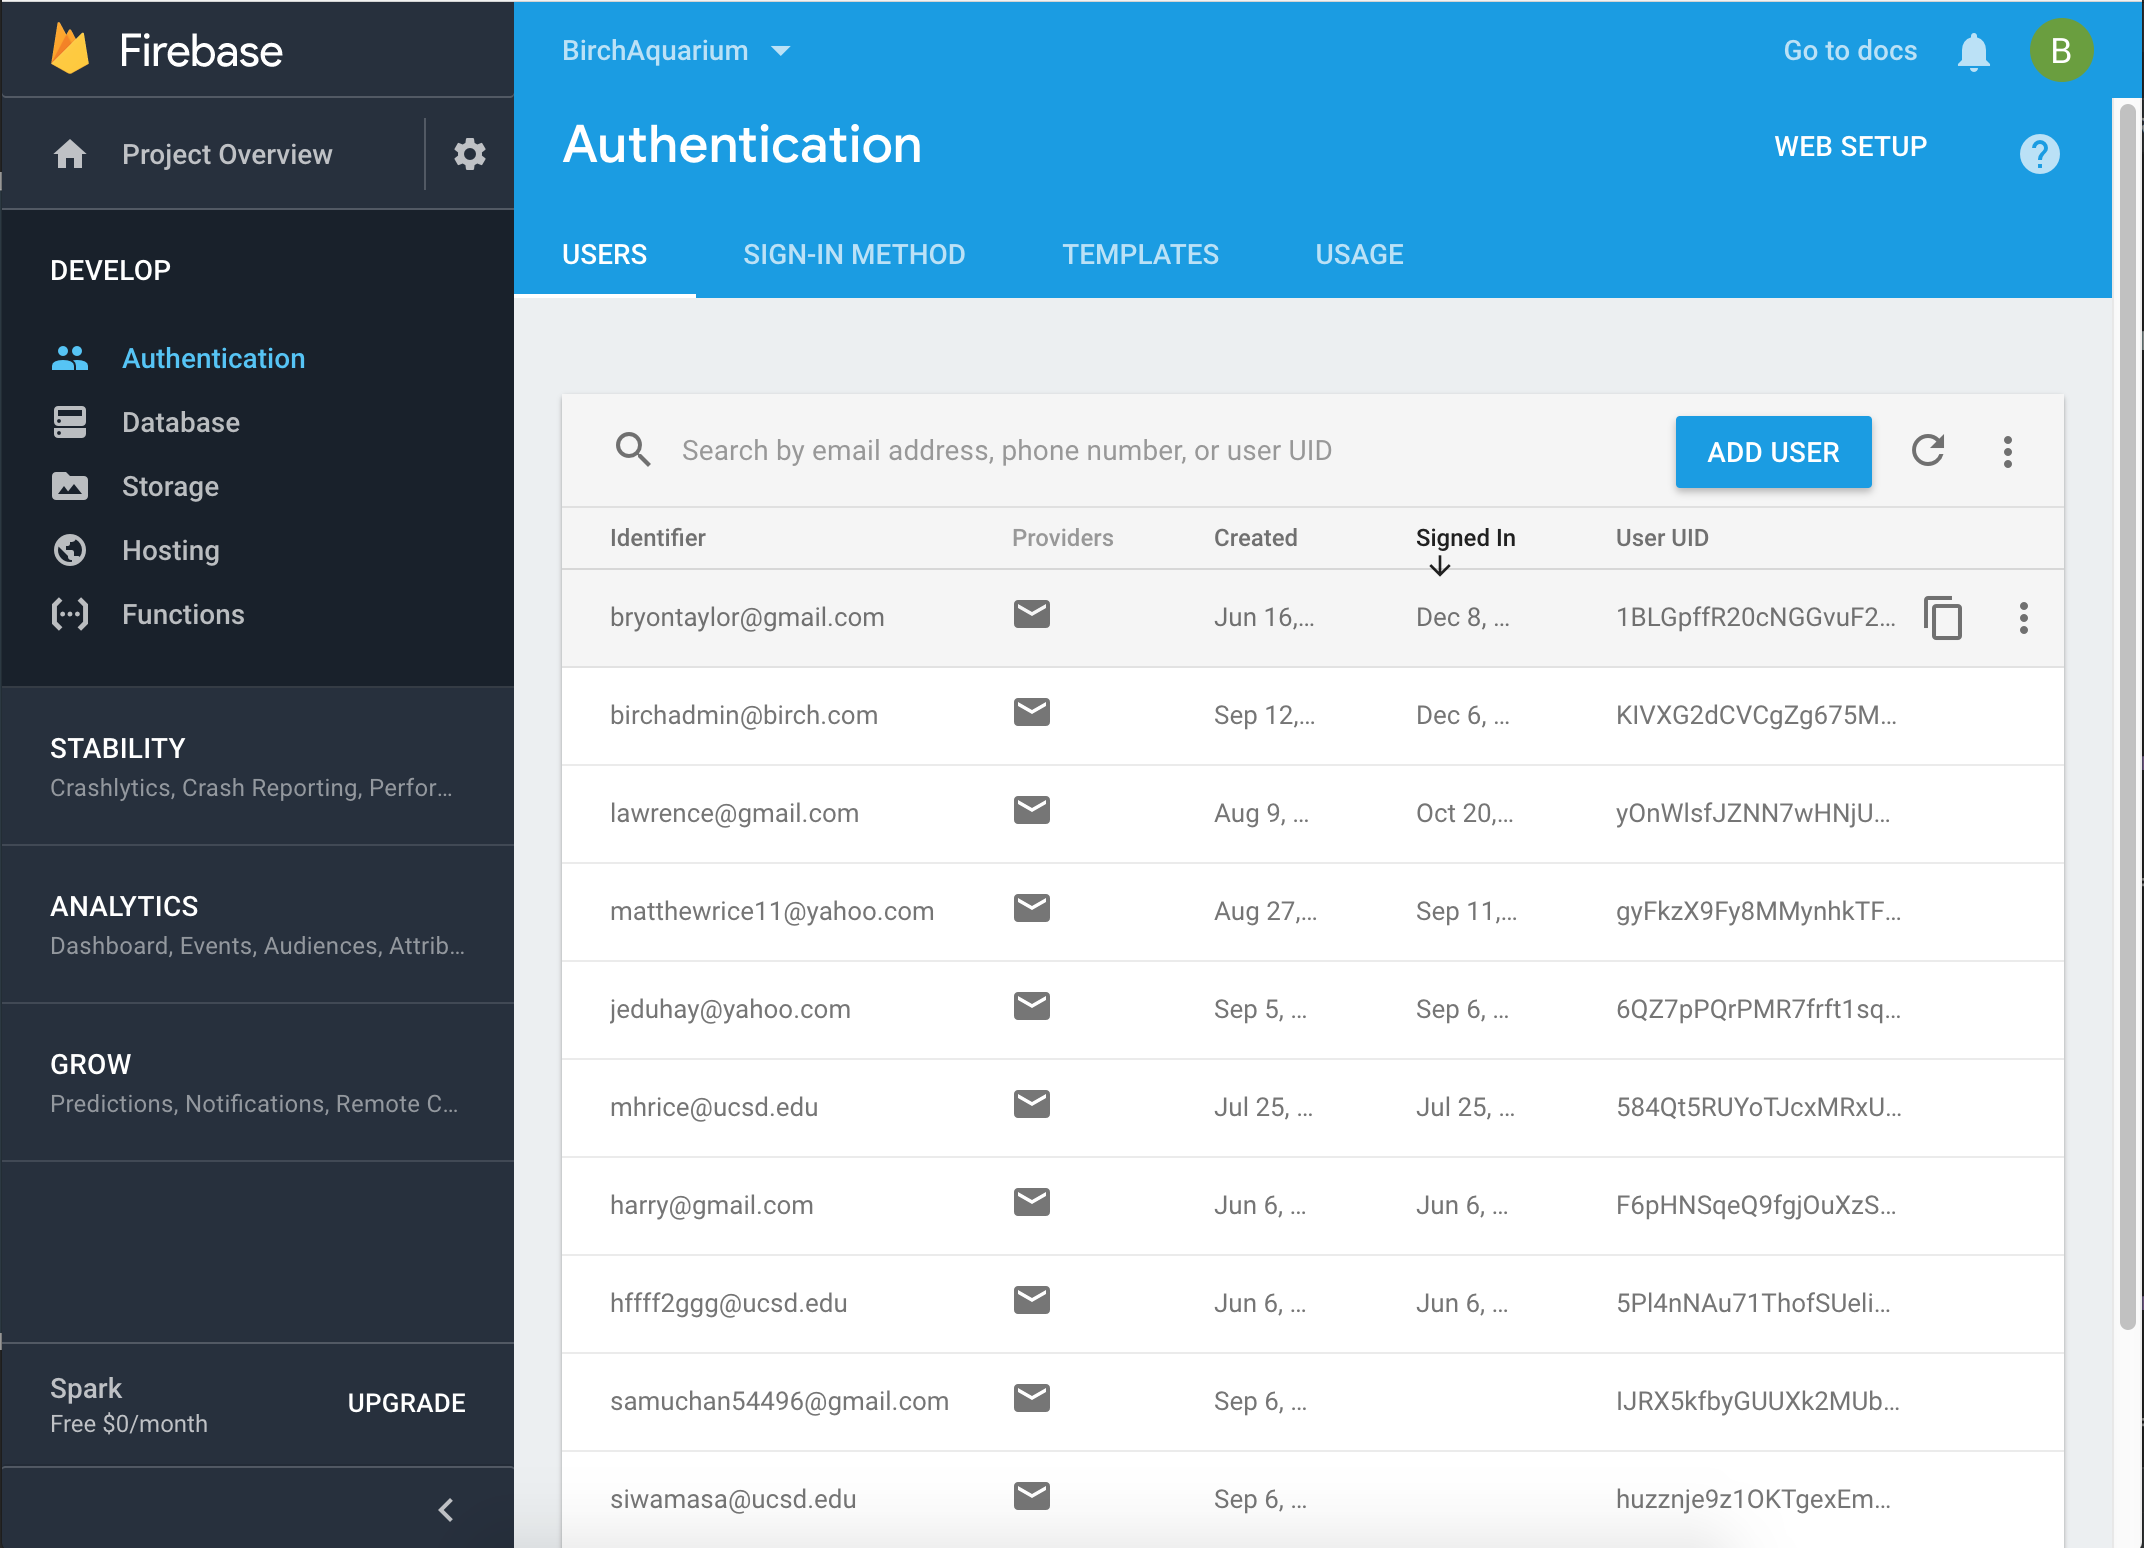 Firebase
BirchAquarium
Go to docs
B
Project Overview
Authentication
WEB SETUP
?
USERS SIGN-IN METHOD TEMPLATES USAGE
DEVELOP
Authentication
Database
Storage
Hosting
Functions
STABILITY
Crashlytics, Crash Reporting, Perfor...
ANALYTICS
Dashboard, Events, Audiences, Attrib...
GROW
Predictions, Notifications, Remote C...
Spark
Free $0/month
UPGRADE
Search by email address, phone number, or user UID
ADD USER
Identifier Providers Created Signed In User UID
bryontaylor@gmail.com Jun 16,... Dec 8, ... 1BLGpffR20cNGGvuF2...
birchadmin@birch.com Sep 12,... Dec 6, ... KIVXG2dCVCgZg675M...
lawrence@gmail.com Aug 9, ... Oct 20,... yOnWlsfJZNN7wHNjU...
matthewrice11@yahoo.com Aug 27,... Sep 11,... gyFkzX9Fy8MMynhkTF...
jeduhay@yahoo.com Sep 5, ... Sep 6, ... 6QZ7pPQrPMR7frft1sq...
mhrice@ucsd.edu Jul 25, ... Jul 25, ... 584Qt5RUYoTJcxMRxU...
harry@gmail.com Jun 6, ... Jun 6, ... F6pHNSqeQ9fgjOuXzS...
hffff2ggg@ucsd.edu Jun 6, ... Jun 6, ... 5Pl4nNAu71ThofSUeli...
samuchan54496@gmail.com Sep 6, ... IJRX5kfbyGUUXk2MUb...
siwamasa@ucsd.edu Sep 6, ... huzznje9z1OKTgexEm...